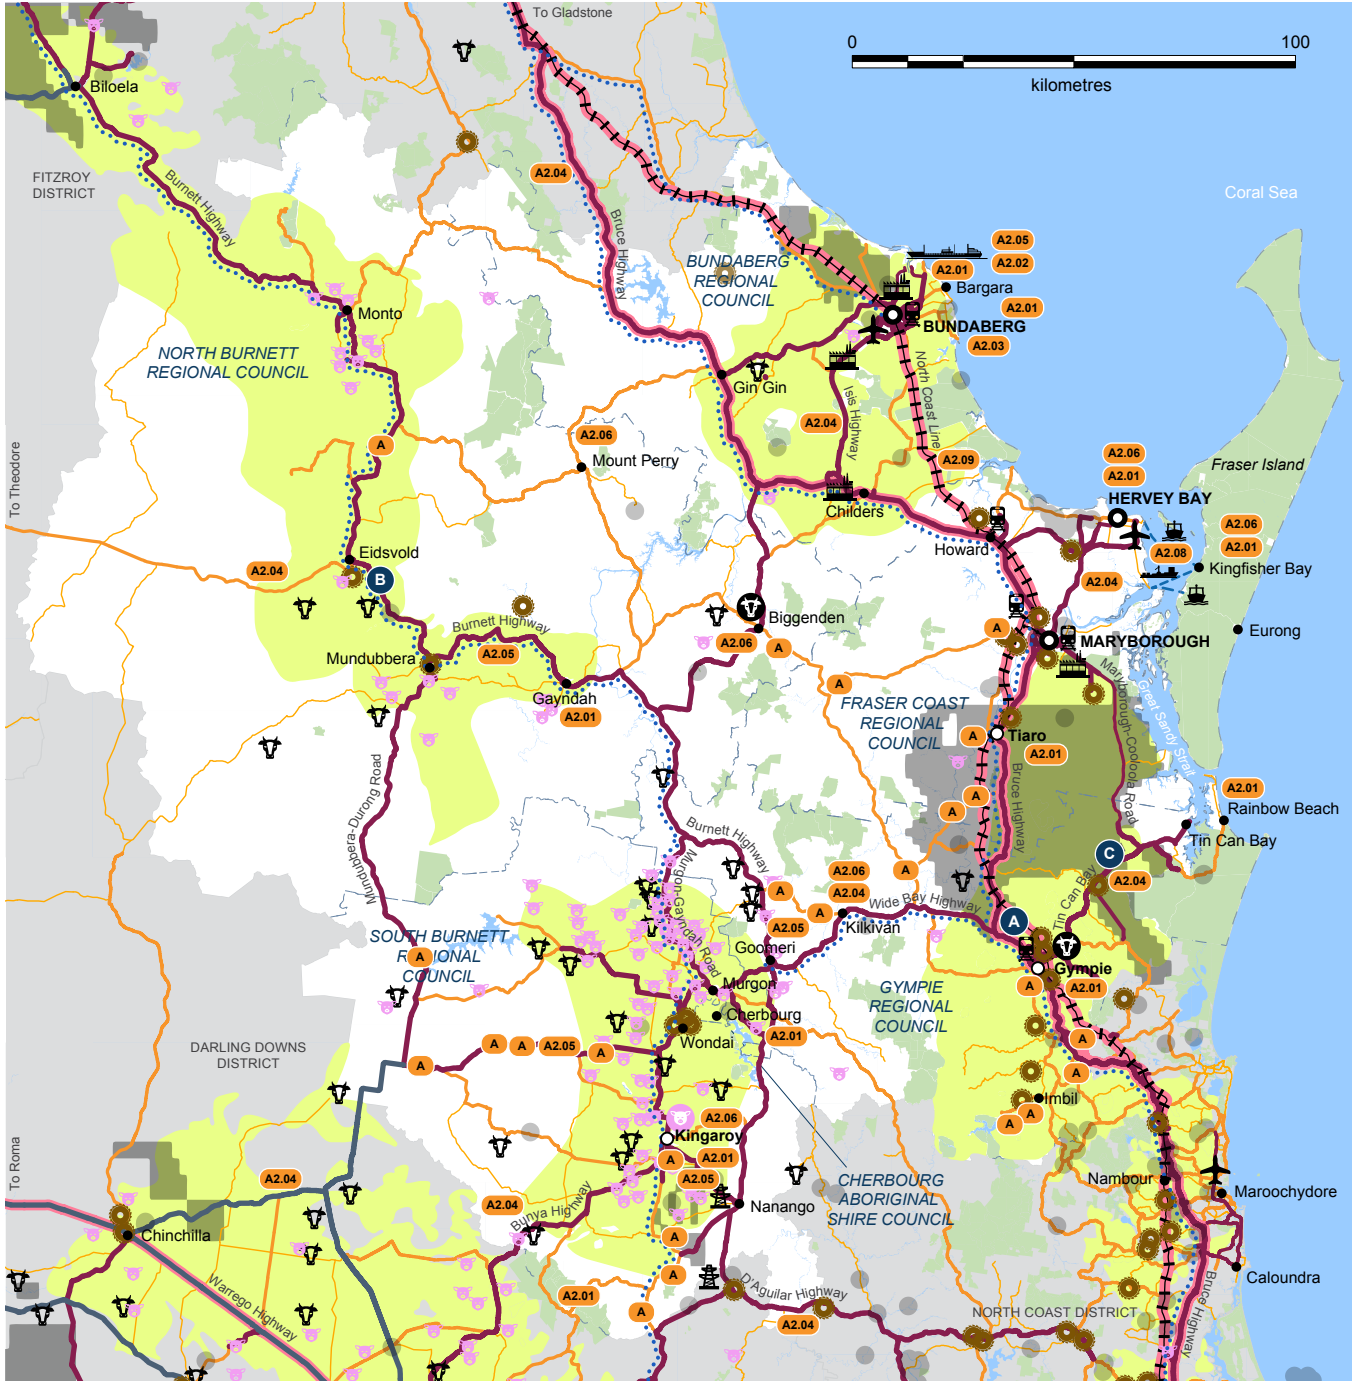 To Gladstone
0
100
kilometres
Biloela
FITZROY
DISTRICT
Burnett Highway
A2.04
Bruce Highway
Coral Sea
A2.05
A2.02
A2.01
Bargara
BUNDABERG
REGIONAL
COUNCIL
A2.01
BUNDABERG
A2.03
Monto
NORTH BURNETT
REGIONAL COUNCIL
North Coast Line
Gin Gin
Isis Highway
A2.04
A
To Theodore
A2.06
Mount Perry
A2.09
A2.06
A2.01
HERVEY BAY
Fraser Island
Childers
A2.06
A2.01
A2.08
Howard
Kingfisher Bay
Eidsvold
A2.04
B
A2.04
Burnett Highway
Biggenden
A
Eurong
MARYBOROUGH
A2.06
A
A2.05
Mundubbera
Maryborough-Cooloola Road
Great Sandy Strait
Gayndah
A2.01
A
FRASER COAST
REGIONAL
COUNCIL
A
Tiaro
A2.01
Bruce Highway
Mundubbera-Durong Road
A
A
A2.01
Rainbow Beach
Tin Can Bay
Burnett Highway
Murgon-Gayndah Road
C
A2.04
Tin Can Bay
A2.06
A2.04
A
A
A
Wide Bay Highway
Kilkivan
A
A2.05
SOUTH BURNETT
REGIONAL
COUNCIL
A
Goomeri
Gympie
A
A2.01
Murgon
GYMPIE
REGIONAL
COUNCIL
Cherbourg
Wondai
A2.01
DARLING DOWNS
DISTRICT
A
A
A2.05
A
A
A
A
Imbil
A
A
A2.06
Kingaroy
A
A2.01
A2.05
To Roma
A2.04
A2.04
Bunya Highway
CHERBOURG
ABORIGINAL
SHIRE COUNCIL
Nambour
Maroochydore
Nanango
Chinchilla
A
A
Warrego Highway
D'Aguilar Highway
Caloundra
A2.01
A
A2.04
NORTH COAST DISTRICT
Bruce Highway